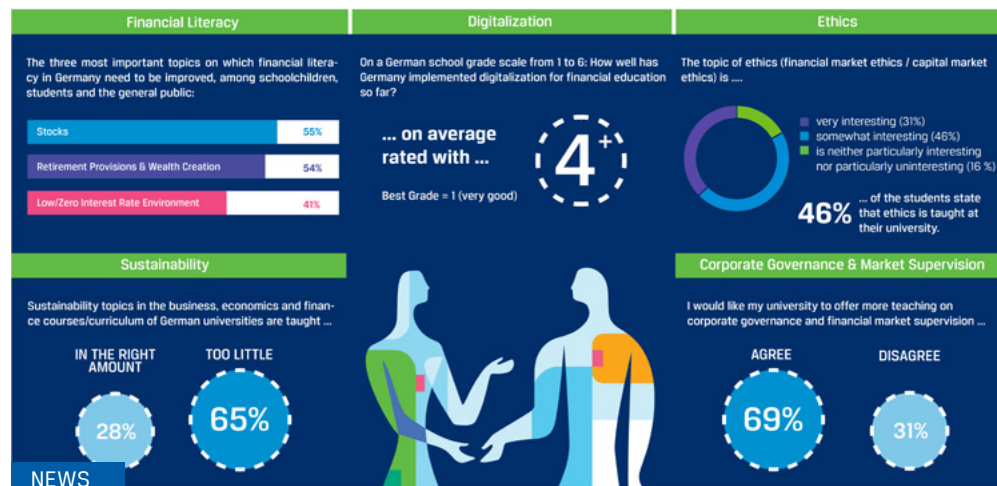 Financial Literacy
The three most important topics on which financial litera-
cy in Germany need to be improved, among schoolchildren,
students and the general public:
Stocks 55%
Retirement Provisions & Wealth Creation 54%
Low/Zero Interest Rate Environment 41%
Digitalization
On a German school grade scale from 1 to 6: How well has
Germany implemented digitalization for financial education
so far?
... on average
rated with ...
4+
Best Grade = 1 (very good)
Ethics
The topic of ethics (financial market ethics / capital market
ethics) is ....
very interesting (31%)
somewhat interesting (46%)
is neither particularly interesting
nor particularly uninteresting (16 %)
46% ... of the students state
that ethics is taught at
their university.
Sustainability
Sustainability topics in the business, economics and finan-
ce courses/curriculum of German universities are taught ...
IN THE RIGHT
AMOUNT
28%
TOO LITTLE
65%
Corporate Governance & Market Supervision
I would like my university to offer more teaching on
corporate governance and financial market supervision ...
AGREE
69%
DISAGREE
31%
NEWS